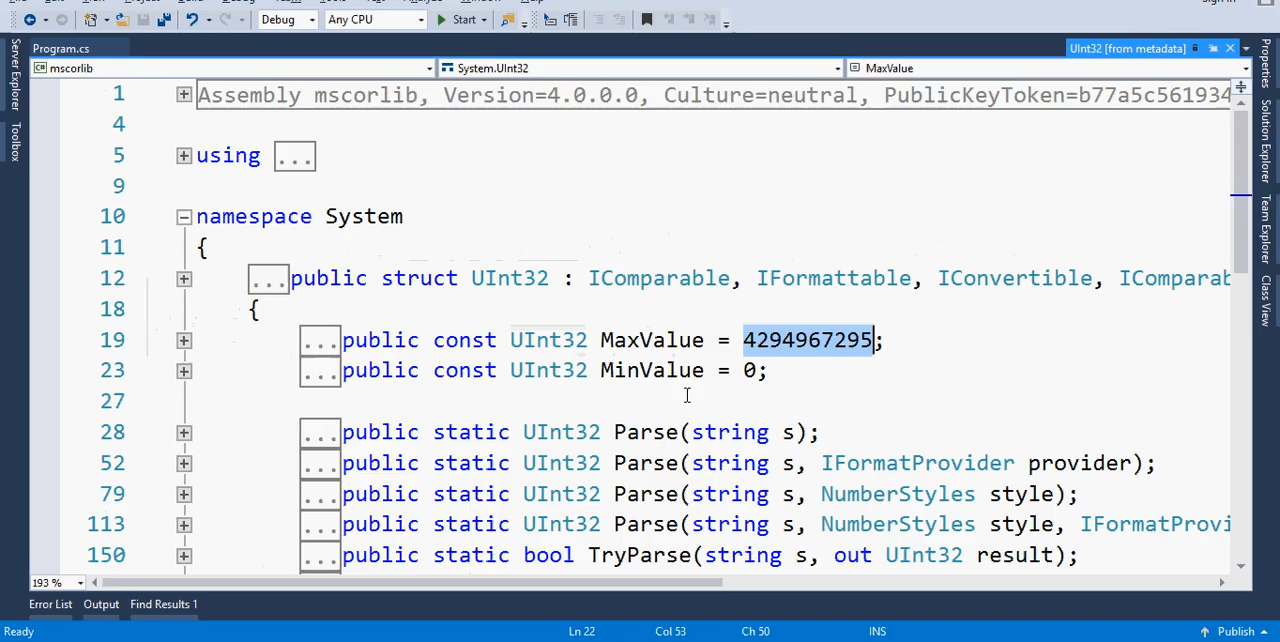 Debug
Any CPU
Start
Program.cs
UInt32 [from metadata]
mscorlib
System.UInt32
MaxValue
Server Explorer
Toolbox
Properties
Solution Explorer
Team Explorer
Class View
1 Assembly mscorlib, Version=4.0.0.0, Culture=neutral, PublicKeyToken=b77a5c561934
4
5 using ...
9
10 namespace System
11 {
12 ...public struct UInt32 : IComparable, IFormattable, IConvertible, IComparab
18 {
19 ...public const UInt32 MaxValue = 4294967295;
23 ...public const UInt32 MinValue = 0;
27
28 ...public static UInt32 Parse(string s);
52 ...public static UInt32 Parse(string s, IFormatProvider provider);
79 ...public static UInt32 Parse(string s, NumberStyles style);
113 ...public static UInt32 Parse(string s, NumberStyles style, IFormatProvi
150 ...public static bool TryParse(string s, out UInt32 result);
193 %
Error List Output Find Results 1
Ready Ln 22 Col 53 Ch 50 INS Publish